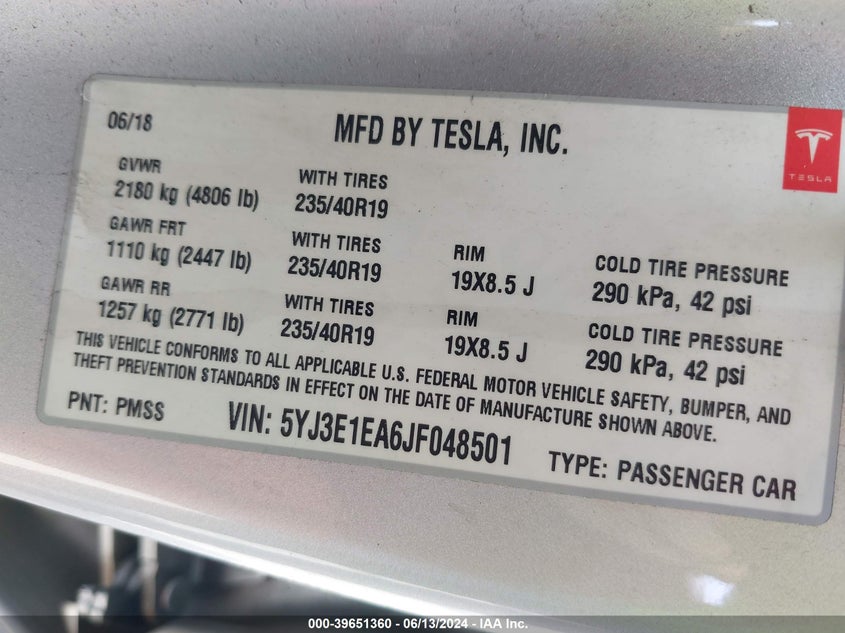 06/18
MFD BY TESLA, INC.
TESLA
GVWR
2180 kg (4806 lb)
WITH TIRES
235/40R19
GAWR FRT
1110 kg (2447 lb)
WITH TIRES
235/40R19
RIM
19X8.5 J
COLD TIRE PRESSURE
290 kPa, 42 psi
GAWR RR
1257 kg (2771 lb)
WITH TIRES
235/40R19
RIM
19X8.5 J
COLD TIRE PRESSURE
290 kPa, 42 psi
THIS VEHICLE CONFORMS TO ALL APPLICABLE U.S. FEDERAL MOTOR VEHICLE SAFETY, BUMPER, AND
THEFT PREVENTION STANDARDS IN EFFECT ON THE DATE OF MANUFACTURE SHOWN ABOVE.
PNT: PMSS
VIN: 5YJ3E1EA6JF048501
TYPE: PASSENGER CAR
000-39651360 - 06/13/2024 - IAA Inc.